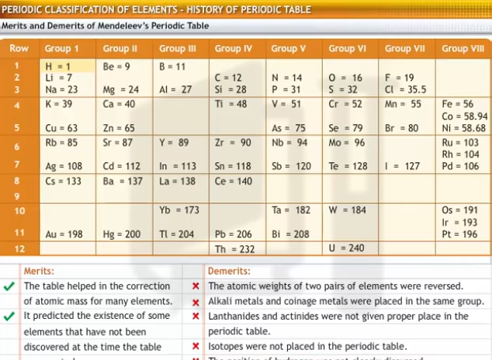 PERIODIC CLASSIFICATION OF ELEMENTS - HISTORY OF PERIODIC TABLE
Merits and Demerits of Mendeleev's Periodic Table
Row Group 1 Group II Group III Group IV Group V Group VI Group VII Group VIII
1 H = 1 Be = 9 B = 11
2 Li = 7 C = 12 N = 14 O = 16 F = 19
3 Na = 23 Mg = 24 Al = 27 Si = 28 P = 31 S = 32 Cl = 35.5
4 K = 39 Ca = 40 Ti = 48 V = 51 Cr = 52 Mn = 55 Fe = 56
Co = 58.94
5 Cu = 63 Zn = 65 As = 75 Se = 79 Br = 80 Ni = 58.68
6 Rb = 85 Sr = 87 Y = 89 Zr = 90 Nb = 94 Mo = 96 Ru = 103
Rh = 104
7 Ag = 108 Cd = 112 In = 113 Sn = 118 Sb = 120 Te = 128 I = 127 Pd = 106
8 Cs = 133 Ba = 137 La = 138 Ce = 140
9
10 Yb = 173 Ta = 182 W = 184 Os = 191
Ir = 193
11 Au = 198 Hg = 200 Tl = 204 Pb = 206 Bi = 208 Pt = 196
12 Th = 232 U = 240
Merits:
The table helped in the correction
of atomic mass for many elements.
It predicted the existence of some
elements that have not been
discovered at the time the table
Demerits:
The atomic weights of two pairs of elements were reversed.
Alkali metals and coinage metals were placed in the same group.
Lanthanides and actinides were not given proper place in the
periodic table.
Isotopes were not placed in the periodic table.